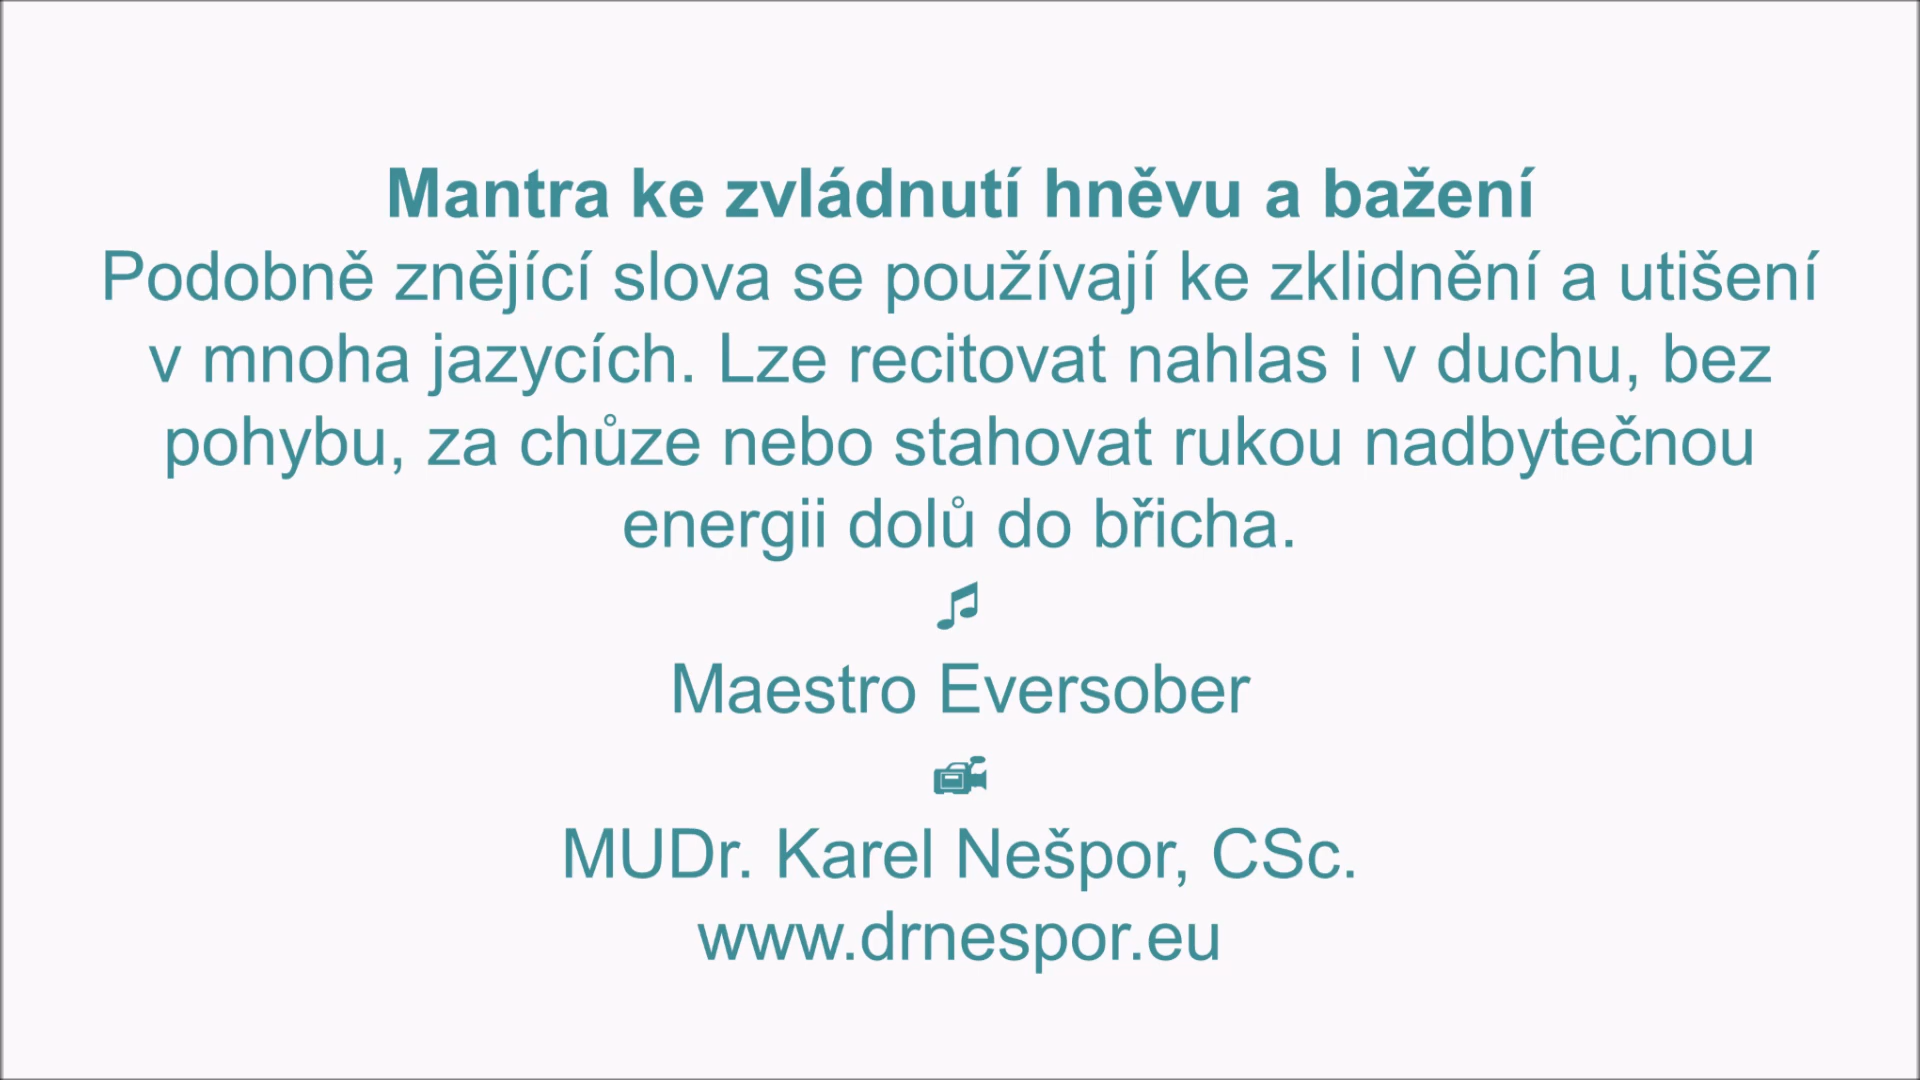 Mantra ke zvládnutí hněvu a bažení
Podobně znějící slova se používají ke zklidnění a utišení
v mnoha jazycích. Lze recitovat nahlas i v duchu, bez
pohybu, za chůze nebo stahovat rukou nadbytečnou
energii dolů do břicha.
Maestro Eversober
MUDr. Karel Nešpor, CSc.
www.drnespor.eu